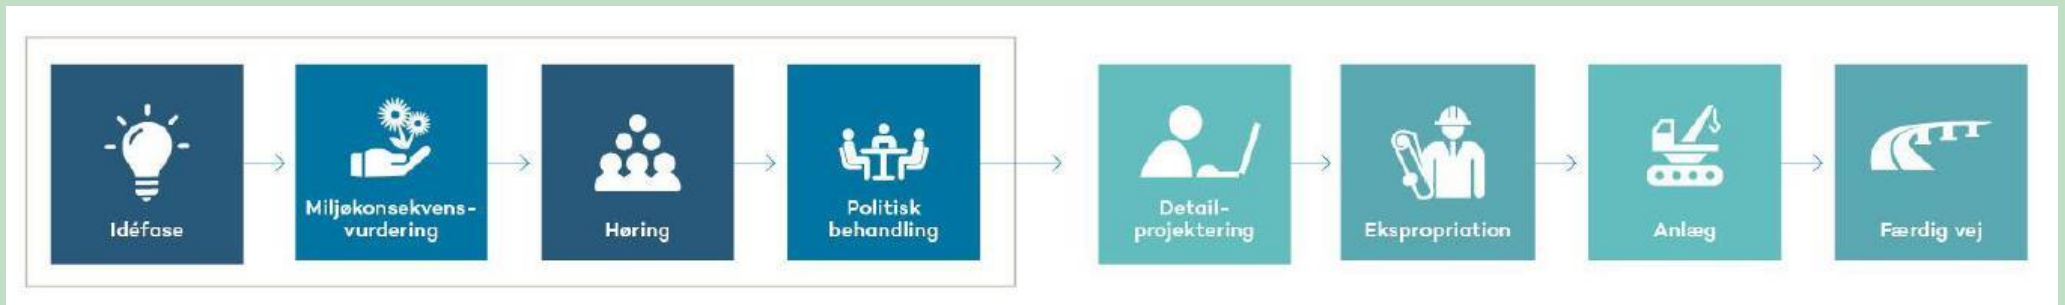 Idéfase
Miljøkonsekvens-
vurdering
Høring
Politisk
behandling
Detail-
projektering
Ekspropriation
Anlæg
Færdig vej